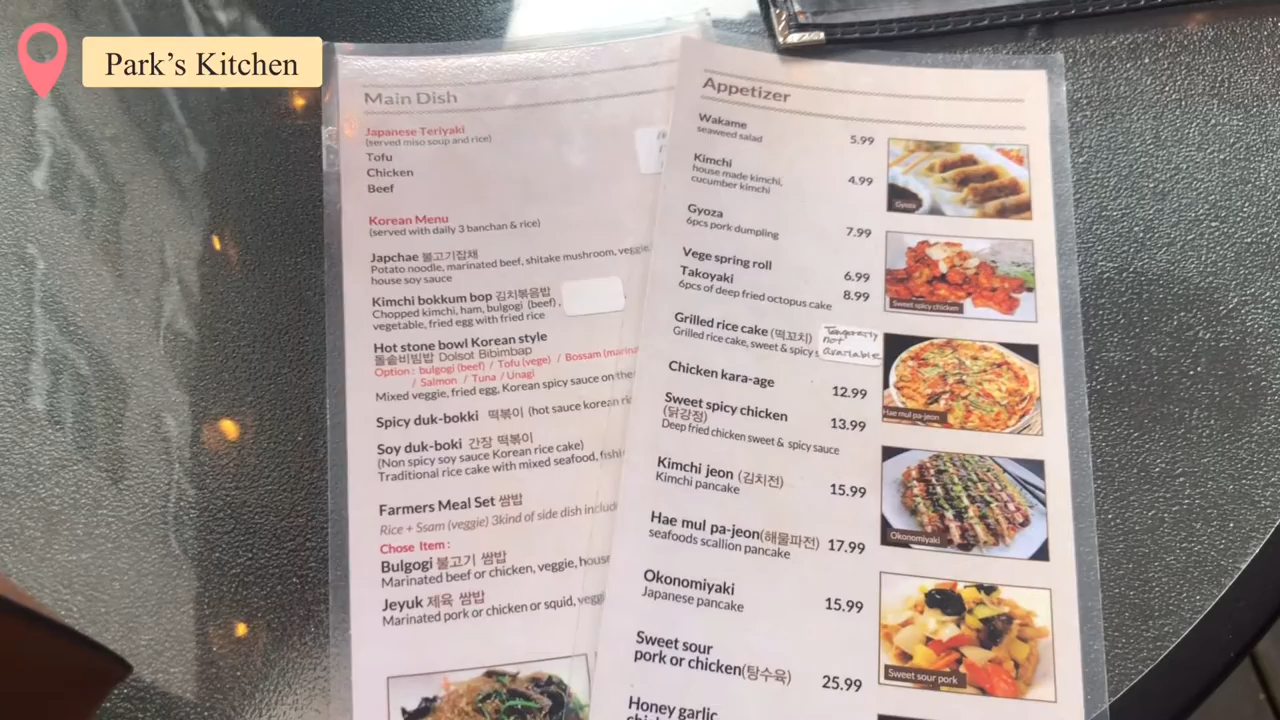 Park's Kitchen
Main Dish
Japanese Teriyaki
(served miso soup and rice)
Tofu
Chicken
Beef
Korean Menu
(served with daily 3 banchan & rice)
Japchae 불고기잡채
Potato noodle, marinated beef, shitake mushroom, veggie,
house soy sauce
Kimchi bokkum bop 김치볶음밥
Chopped kimchi, ham, bulgogi (beef),
vegetable, fried egg with fried rice
Hot stone bowl Korean style
돌솥비빔밥 Dolsot Bibimbap
Option : bulgogi (beef) / Tofu (vege) / Bossam
/ Salmon / Tuna / Unagi
Mixed veggie, fried egg, Korean spicy sauce on the
Spicy duk-bokki 떡볶이 (hot sauce korean
Soy duk-boki 간장 떡볶이
(Non spicy soy sauce Korean rice cake)
Traditional rice cake with mixed seafood,
Farmers Meal Set 쌈밥
Rice + Ssam (veggie) 3kind of side dish
Chose Item :
Bulgogi 불고기 쌈밥
Marinated beef or chicken, veggie, house
Jeyuk 제육 쌈밥
Marinated pork or chicken or squid,
Appetizer
Wakame
seaweed salad 5.99
Kimchi
house made kimchi, 4.99
cucumber kimchi
Gyoza
6pcs pork dumpling 7.99
Vege spring roll 6.99
Takoyaki 8.99
6pcs of deep fried octopus cake
Grilled rice cake (떡꼬치)
Grilled rice cake, sweet & spicy
Temporarily
not
available
Chicken kara-age 12.99
Sweet spicy chicken 13.99
(닭강정)
Deep fried chicken sweet & spicy sauce
Kimchi jeon (김치전) 15.99
Kimchi pancake
Hae mul pa-jeon(해물파전) 17.99
seafoods scallion pancake
Okonomiyaki 15.99
Japanese pancake
Sweet sour
pork or chicken(탕수육) 25.99
Honey garlic
Gyoza
Sweet spicy chicken
Hae mul pa-jeon
Okonomiyaki
Sweet sour pork